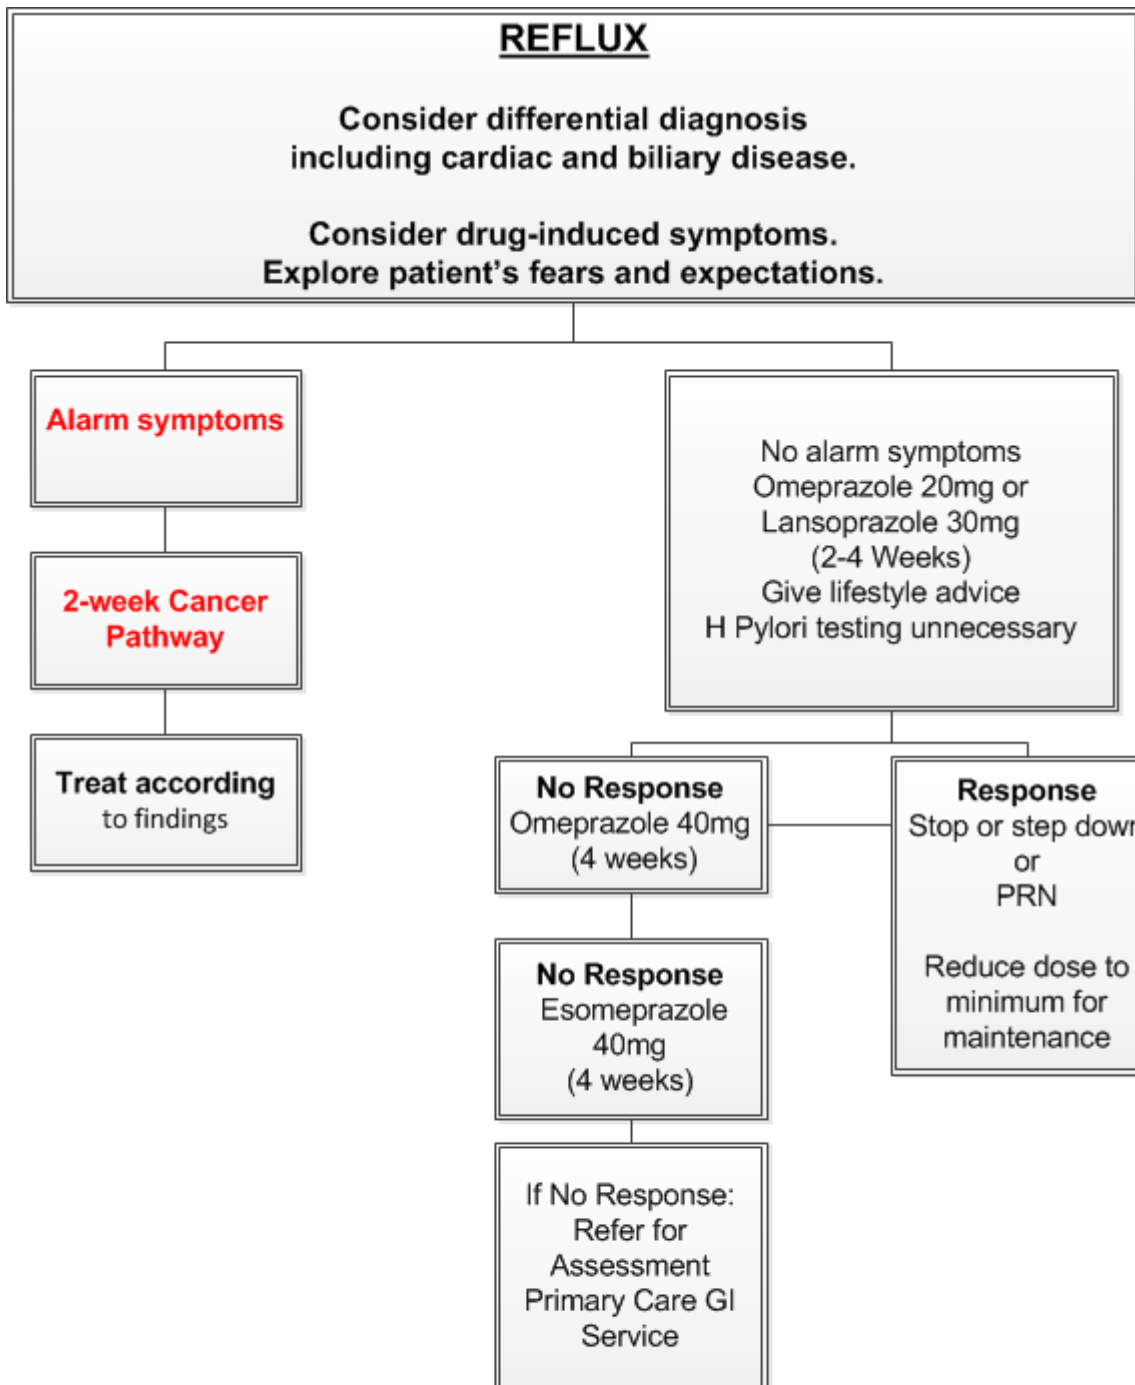 REFLUX
Consider differential diagnosis
including cardiac and biliary disease.
Consider drug-induced symptoms.
Explore patient's fears and expectations.
Alarm symptoms
2-week Cancer
Pathway
Treat according
to findings
No alarm symptoms
Omeprazole 20mg or
Lansoprazole 30mg
(2-4 Weeks)
Give lifestyle advice
H Pylori testing unnecessary
No Response
Omeprazole 40mg
(4 weeks)
Response
Stop or step down
or
PRN
Reduce dose to
minimum for
maintenance
No Response
Esomeprazole
40mg
(4 weeks)
If No Response:
Refer for
Assessment
Primary Care GI
Service